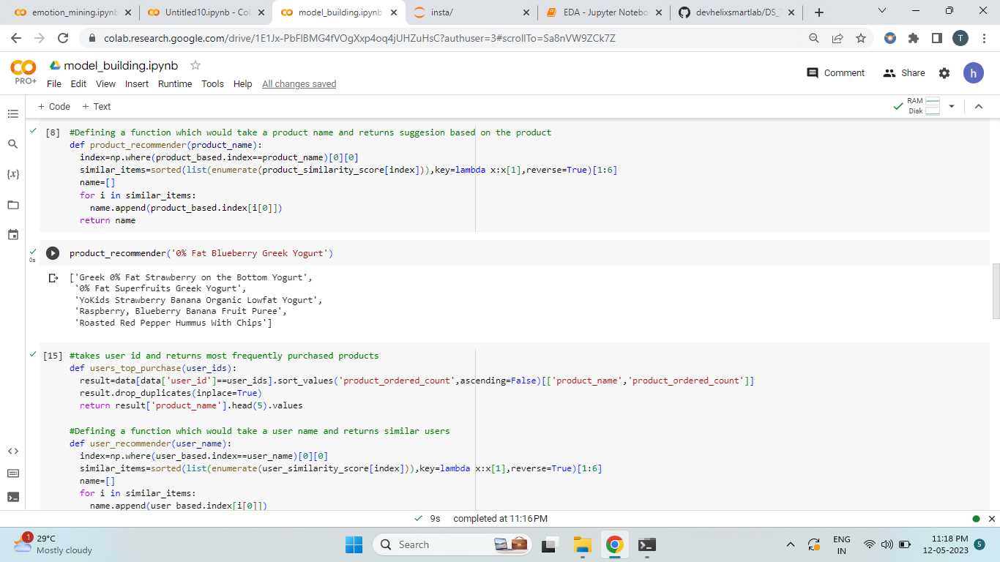 emotion_mining.ipynb
Untitled10.ipynb - Col
model_building.ipynb
insta/
EDA - Jupyter Notebo
devhelixsmartlab/DS_T
colab.research.google.com/drive/1E1Jx-PbFlBMG4fVOgXxp4oq4jUHZuHsC?authuser=3#scrollTo=Sa8nVW9ZCk7Z
T
PRO+
model_building.ipynb
File Edit View Insert Runtime Tools Help All changes saved
Comment
Share
h
+ Code + Text
RAM
Disk
[8] #Defining a function which would take a product name and returns suggesion based on the product
def product_recommender(product_name):
index=np.where(product_based.index==product_name)[0][0]
similar_items=sorted(list(enumerate(product_similarity_score[index])),key=lambda x:x[1],reverse=True)[1:6]
name=[]
for i in similar_items:
name.append(product_based.index[i[0]])
return name
0s
product_recommender('0% Fat Blueberry Greek Yogurt')
['Greek 0% Fat Strawberry on the Bottom Yogurt',
'0% Fat Superfruits Greek Yogurt',
'YoKids Strawberry Banana Organic Lowfat Yogurt',
'Raspberry, Blueberry Banana Fruit Puree',
'Roasted Red Pepper Hummus With Chips']
[15] #takes user id and returns most frequently purchased products
def users_top_purchase(user_ids):
result=data[data['user_id']==user_ids].sort_values('product_ordered_count',ascending=False)[['product_name','product_ordered_count']]
result.drop_duplicates(inplace=True)
return result['product_name'].head(5).values
#Defining a function which would take a user name and returns similar users
def user_recommender(user_name):
index=np.where(user_based.index==user_name)[0][0]
similar_items=sorted(list(enumerate(user_similarity_score[index])),key=lambda x:x[1],reverse=True)[1:6]
name=[]
for i in similar_items:
name.append(user_based.index[i[0]])
9s completed at 11:16 PM
1
29°C
Mostly cloudy
Search
ENG
IN
11:18 PM
12-05-2023
5